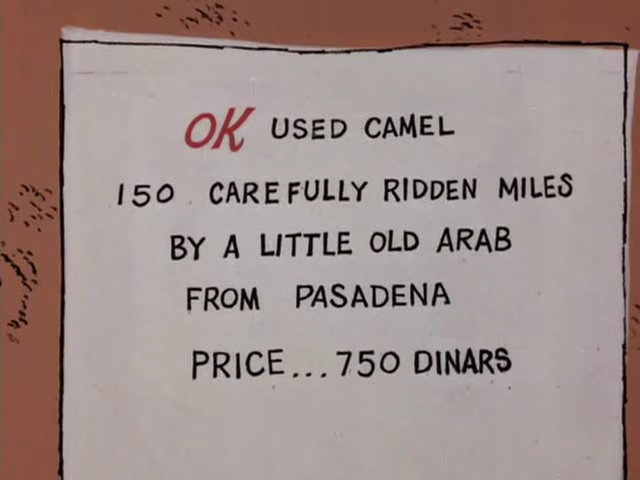 OK USED CAMEL
150 CAREFULLY RIDDEN MILES
BY A LITTLE OLD ARAB
FROM PASADENA
PRICE...750 DINARS